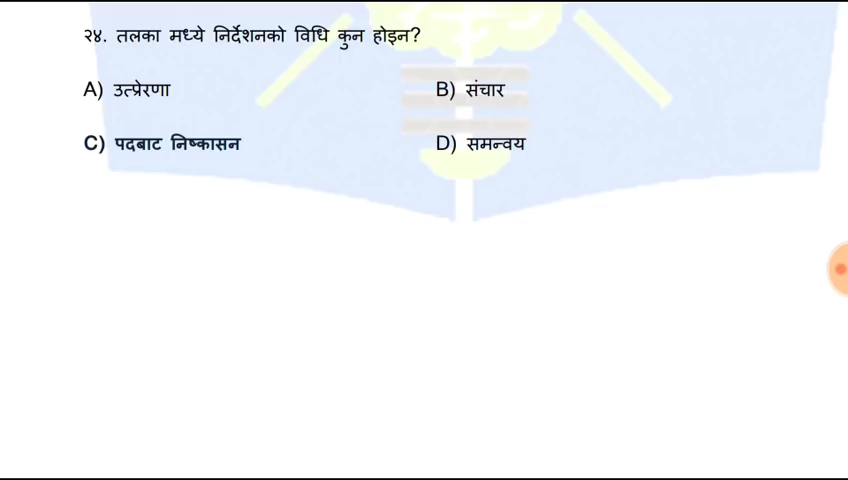 २४. तलका मध्ये निर्देशनको विधि कुन होइन?
A) उत्प्रेरणा B) संचार
C) पदबाट निष्कासन D) समन्वय